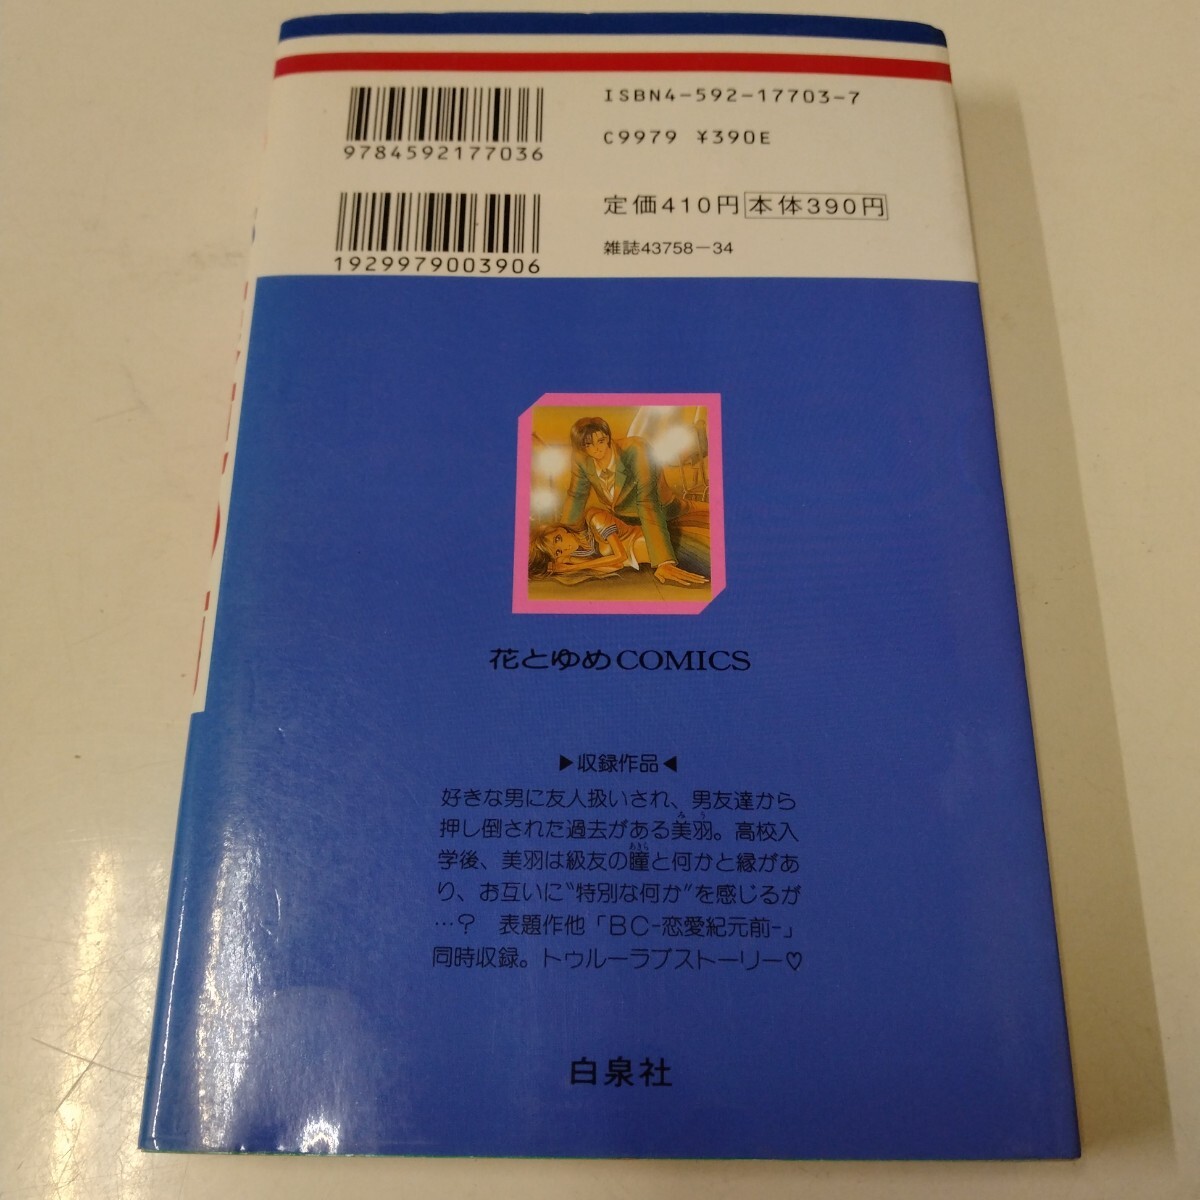 ISBN4-592-17703-7
9784592177036
C9979 ¥390E
定価410円 本体390円
雑誌43758-34
1929979003906
花とゆめCOMICS
▶収録作品◀
好きな男に友人扱いされ、男友達から
押し倒された過去がある美羽。高校入
学後、美羽は級友の瞳と何かと縁があ
り、お互いに“特別な何か”を感じるが
…? 表題作他「BC-恋愛紀元前-」
同時収録。トゥルーラブストーリー♡
白泉社